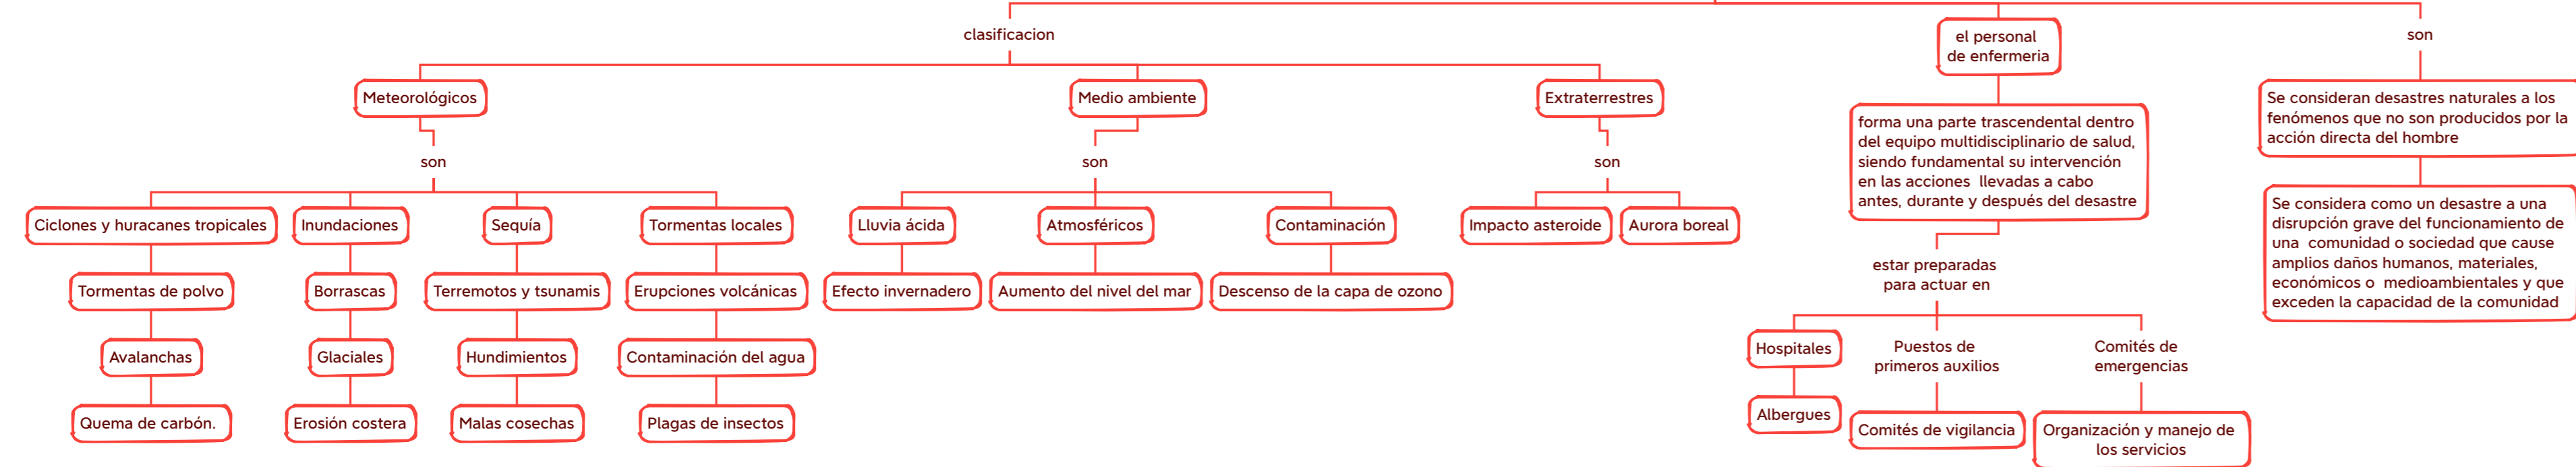 clasificacion
el personal
de enfermeria
son
Meteorológicos
Medio ambiente
Extraterrestres
Se consideran desastres naturales a los
fenómenos que no son producidos por la
acción directa del hombre
forma una parte trascendental dentro
del equipo multidisciplinario de salud,
siendo fundamental su intervención
en las acciones llevadas a cabo
antes, durante y después del desastre
son
son
son
Ciclones y huracanes tropicales
Inundaciones
Sequía
Tormentas locales
Lluvia ácida
Atmosféricos
Contaminación
Impacto asteroide
Aurora boreal
Se considera como un desastre a una
disrupción grave del funcionamiento de
una comunidad o sociedad que cause
amplios daños humanos, materiales,
económicos o medioambientales y que
exceden la capacidad de la comunidad
estar preparadas
para actuar en
Tormentas de polvo
Borrascas
Terremotos y tsunamis
Erupciones volcánicas
Efecto invernadero
Aumento del nivel del mar
Descenso de la capa de ozono
Avalanchas
Glaciales
Hundimientos
Contaminación del agua
Hospitales
Puestos de
primeros auxilios
Comités de
emergencias
Quema de carbón.
Erosión costera
Malas cosechas
Plagas de insectos
Albergues
Comités de vigilancia
Organización y manejo de
los servicios